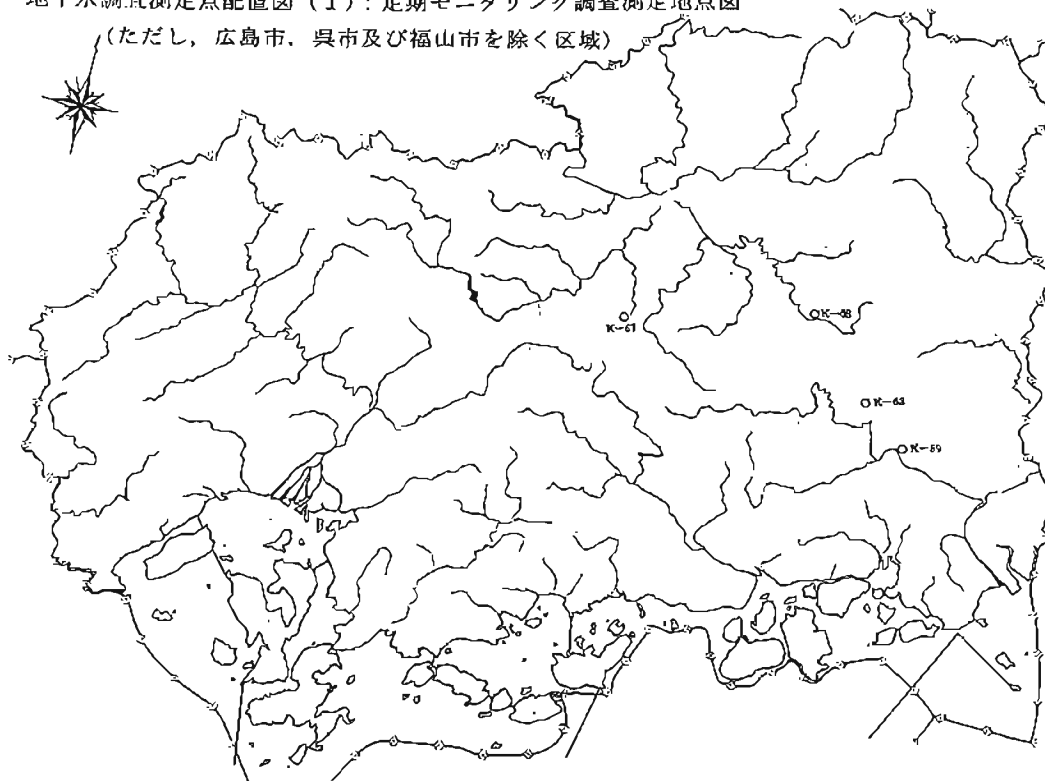 地下水調査測定点配置図(1):定期モニタリング調査測定地点図
(ただし,広島市,呉市及び福山市を除く区域)
K-58
K-63
K-59